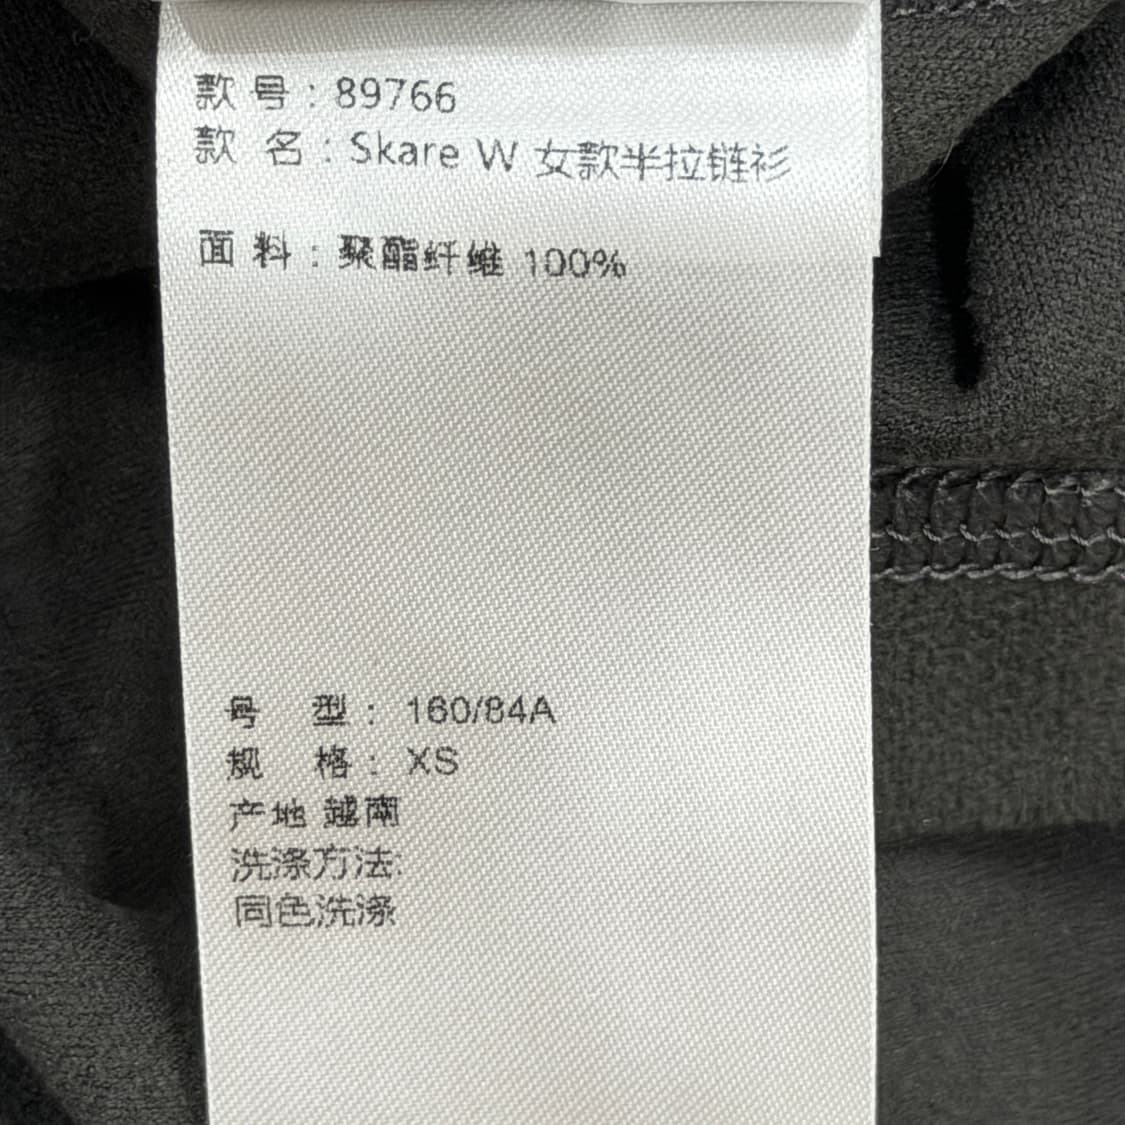 款号：89766
款 名：Skare W 女款半拉链衫
面料：聚酯纤维 100%
号 型：160/84A
规 格：XS
产地 越南
洗涤方法:
同色洗涤